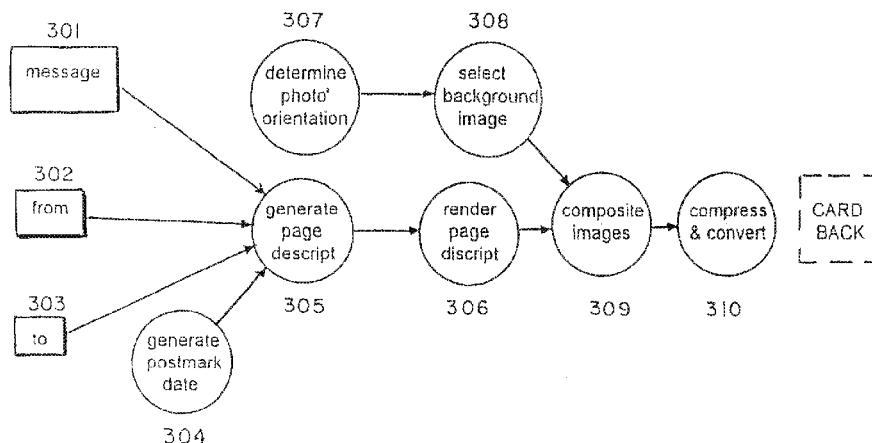 307
308
301
message
determine
photo'
orientation
select
background
image
302
from
generate
page
descript
render
page
discript
composite
images
compress
& convert
CARD
BACK
303
to
305
306
309
310
generate
postmark
date
304